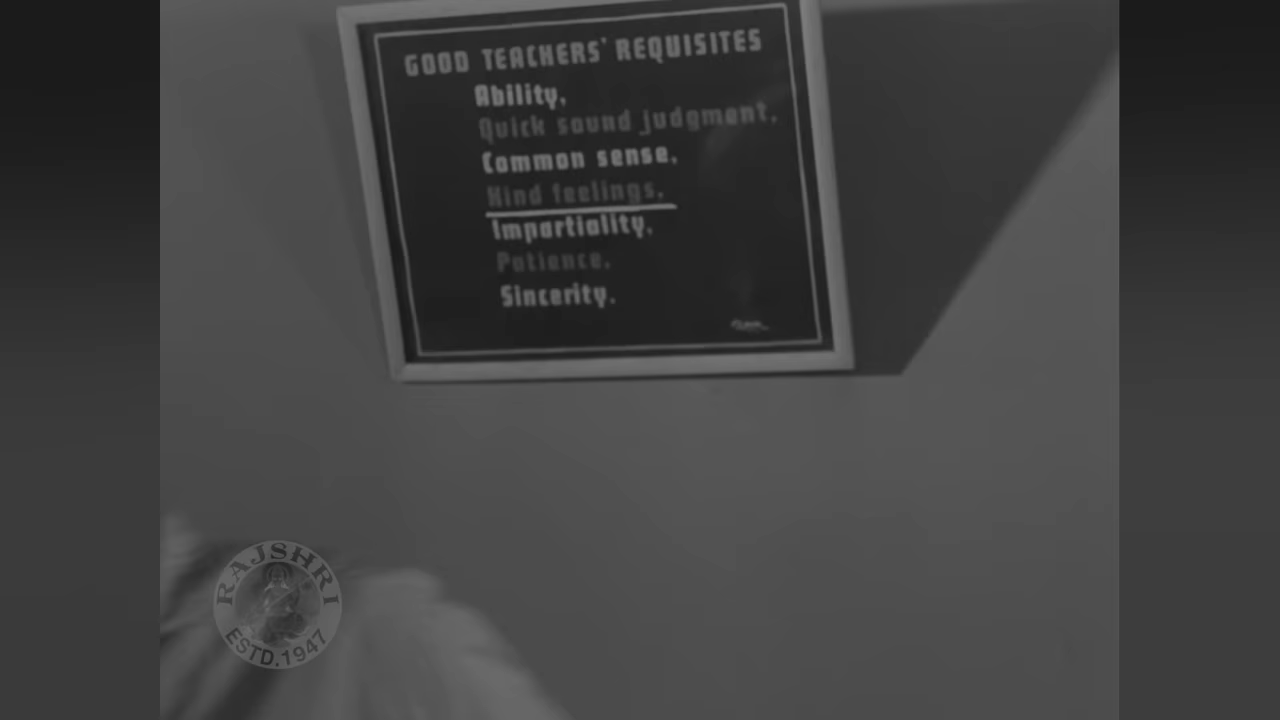 GOOD TEACHERS' REQUISITES
Ability,
Quick sound judgment,
Common sense,
Kind feelings,
Impartiality,
Patience,
Sincerity.
RAJSHRI
ESTD.1947